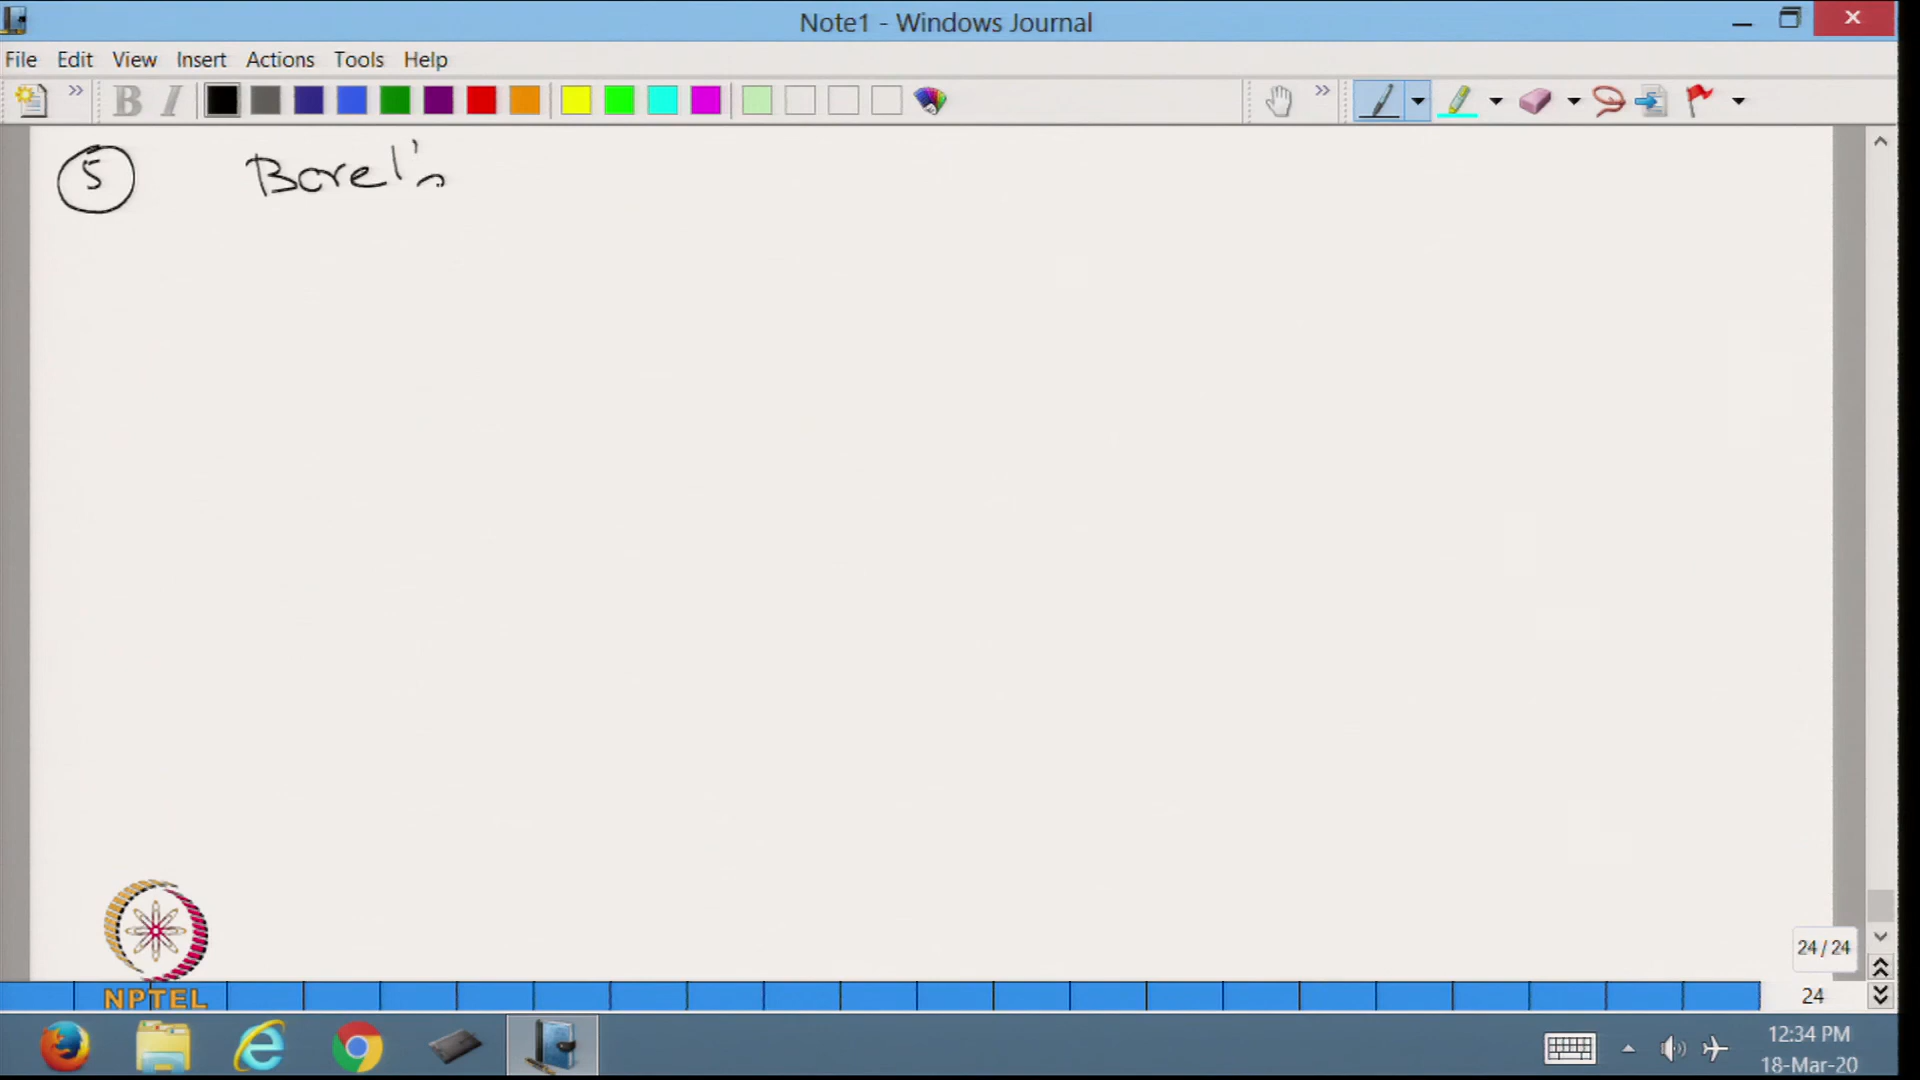 Note1 - Windows Journal
File Edit View Insert Actions Tools Help
B I
5 Borel's
24 / 24
24
NPTEL
12:34 PM
18-Mar-20